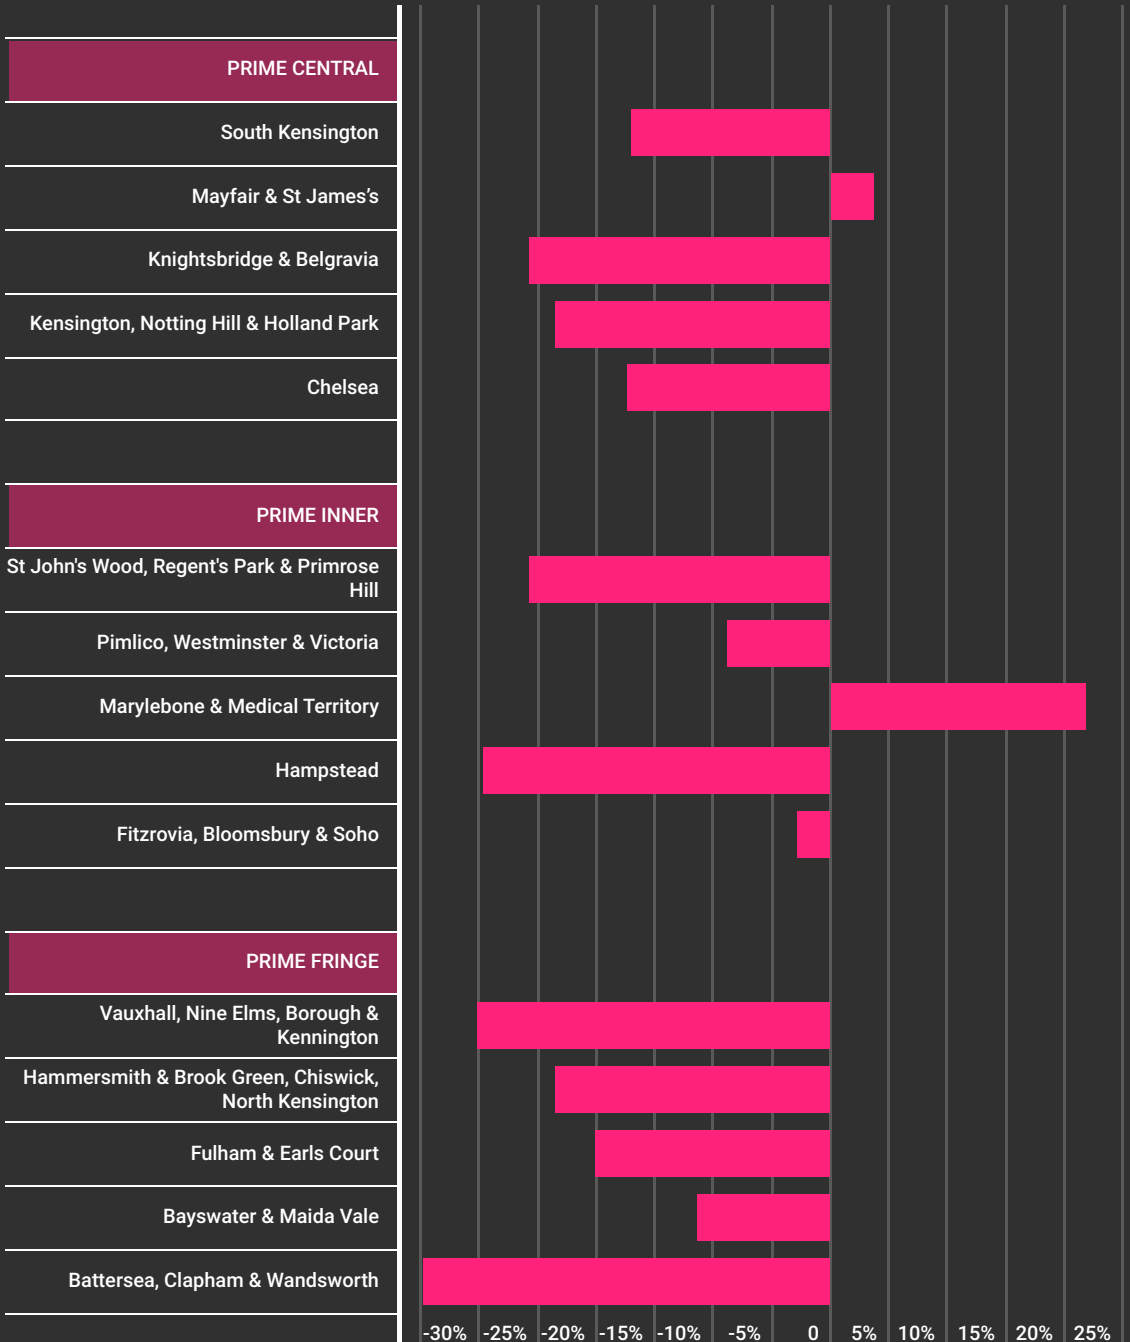 PRIME CENTRAL
South Kensington
Mayfair & St James’s
Knightsbridge & Belgravia
Kensington, Notting Hill & Holland Park
Chelsea
PRIME INNER
St John's Wood, Regent's Park & Primrose
Hill
Pimlico, Westminster & Victoria
Marylebone & Medical Territory
Hampstead
Fitzrovia, Bloomsbury & Soho
PRIME FRINGE
Vauxhall, Nine Elms, Borough &
Kennington
Hammersmith & Brook Green, Chiswick,
North Kensington
Fulham & Earls Court
Bayswater & Maida Vale
Battersea, Clapham & Wandsworth
-30% -25% -20% -15% -10% -5% 0 5% 10% 15% 20% 25%